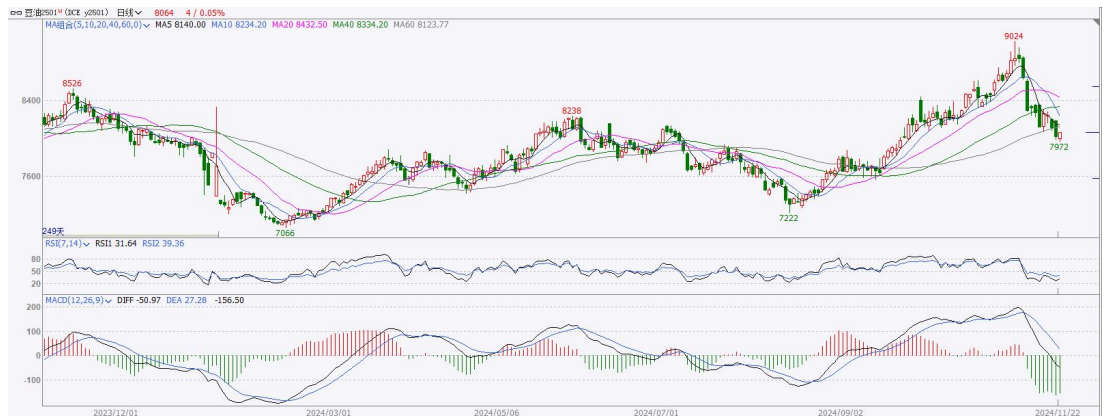 豆油2501ᴹ (DCE y2501) 日线 8064 4 / 0.05%
MA组合(5,10,20,40,60,0) MA5 8140.00 MA10 8234.20 MA20 8432.50 MA40 8334.20 MA60 8123.77
9024
8526
8400
8238
7972
7600
7222
249天
7066
RSI(7,14) RSI1 31.64 RSI2 39.36
80
50
20
MACD(12,26,9) DIFF -50.97 DEA 27.28 -156.50
200
100
0
-100
2023/12/01 2024/03/01 2024/05/06 2024/07/01 2024/09/02 2024/11/22